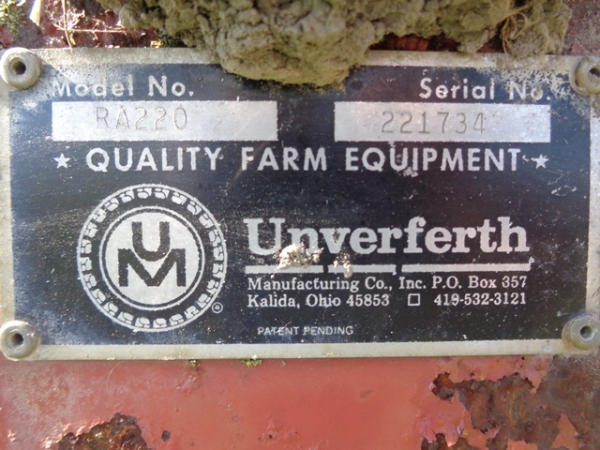 Model No. Serial No.
RA220 221734
★ QUALITY FARM EQUIPMENT ★
UM ®
Unverferth
Manufacturing Co., Inc. P.O. Box 357
Kalida, Ohio 45853 □ 419-532-3121
PATENT PENDING